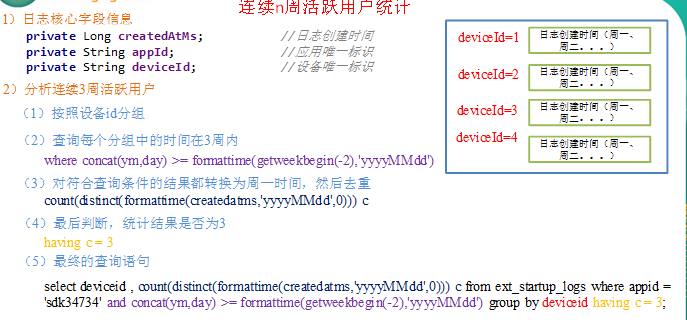 连续n周活跃用户统计
1）日志核心字段信息
private Long createdAtMs; //日志创建时间
private String appId; //应用唯一标识
private String deviceId; //设备唯一标识
2）分析连续3周活跃用户
（1）按照设备id分组
（2）查询每个分组中的时间在3周内
where concat(ym,day) >= formattime(getweekbegin(-2),'yyyyMMdd')
（3）对符合查询条件的结果都转换为周一时间，然后去重
count(distinct(formattime(createdatms,'yyyyMMdd',0))) c
（4）最后判断，统计结果是否为3
having c = 3
（5）最终的查询语句
select deviceid , count(distinct(formattime(createdatms,'yyyyMMdd',0))) c from ext_startup_logs where appid =
'sdk34734' and concat(ym,day) >= formattime(getweekbegin(-2),'yyyyMMdd') group by deviceid having c = 3;
deviceId=1
日志创建时间（周一、
周二...）
deviceId=2
日志创建时间（周一、
周二...）
deviceId=3
日志创建时间（周一、
周二...）
deviceId=4
日志创建时间（周一、
周二...）